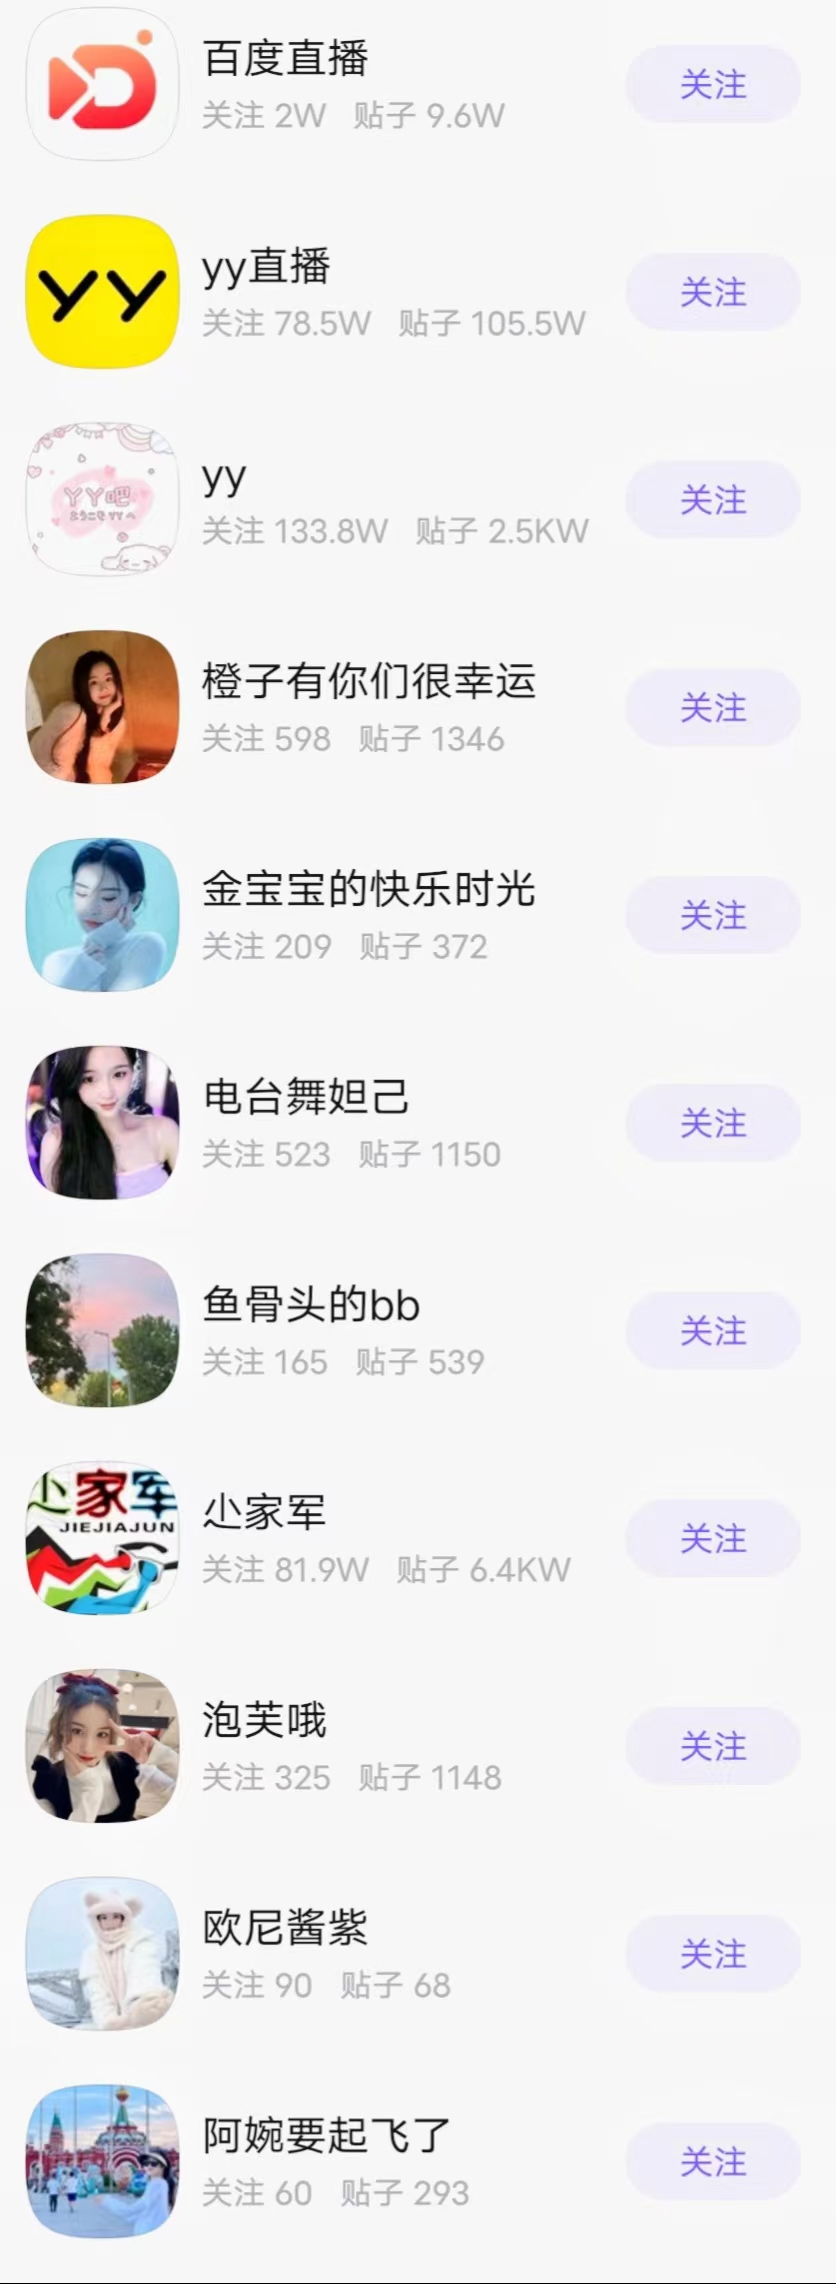 百度直播
关注 2W 贴子 9.6W
关注
yy
yy直播
关注 78.5W 贴子 105.5W
关注
YY吧
ようこそYYへ
yy
关注 133.8W 贴子 2.5KW
关注
橙子有你们很幸运
关注 598 贴子 1346
关注
金宝宝的快乐时光
关注 209 贴子 372
关注
电台舞妲己
关注 523 贴子 1150
关注
鱼骨头的bb
关注 165 贴子 539
关注
尐家军
JIEJIAJUN
尐家军
关注 81.9W 贴子 6.4KW
关注
泡芙哦
关注 325 贴子 1148
关注
欧尼酱紫
关注 90 贴子 68
关注
阿婉要起飞了
关注 60 贴子 293
关注